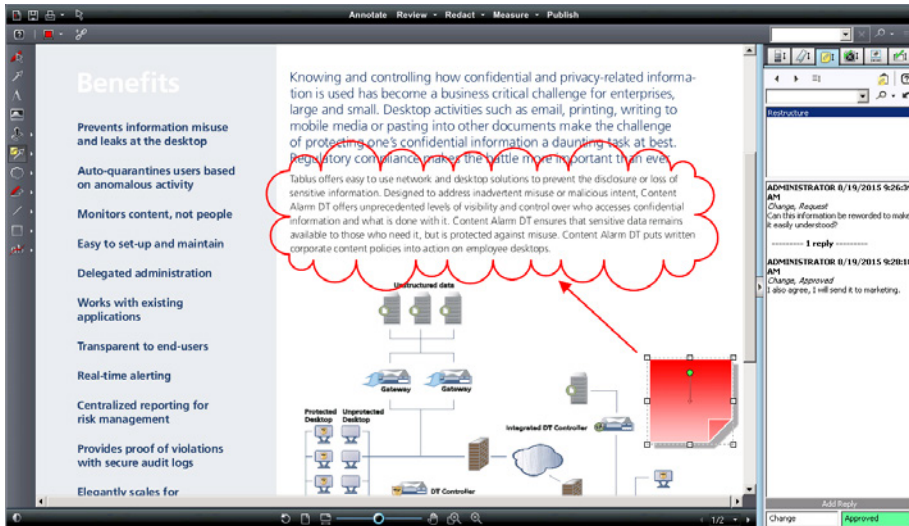 Annotate Review - Redact - Measure - Publish
Benefits
Prevents information misuse
and leaks at the desktop
Auto-quarantines users based
on anomalous activity
Monitors content, not people
Easy to set-up and maintain
Delegated administration
Works with existing
applications
Transparent to end-users
Real-time alerting
Centralized reporting for
risk management
Provides proof of violations
with secure audit logs
Elegantly scales for
Knowing and controlling how confidential and privacy-related informa-
tion is used has become a business critical challenge for enterprises,
large and small. Desktop activities such as email, printing, writing to
mobile media or pasting into other documents make the challenge
of protecting one's confidential information a daunting task at best.
Regulatory compliance makes the battle more important than ever.
Tablus offers easy to use network and desktop solutions to prevent the disclosure or loss of
sensitive information. Designed to address inadvertent misuse or malicious intent, Content
Alarm DT offers unprecedented levels of visibility and control over who accesses confidential
information and what is done with it. Content Alarm DT ensures that sensitive data remains
available to those who need it, but is protected against misuse. Content Alarm DT puts written
corporate content policies into action on employee desktops.
Unstructured data
Gateway Gateway
Protected Unprotected
Desktop Desktop
Integrated DT Controller
DT Controller
Restructure
ADMINISTRATOR 8/19/2015 9:26:39
AM
Change, Request
Can this information be reworded to make
it easily understood?
--------- 1 reply ---------
ADMINISTRATOR 8/19/2015 9:28:10
AM
Change, Approved
I also agree, I will send it to marketing.
Add Reply
Change Approved
1/2